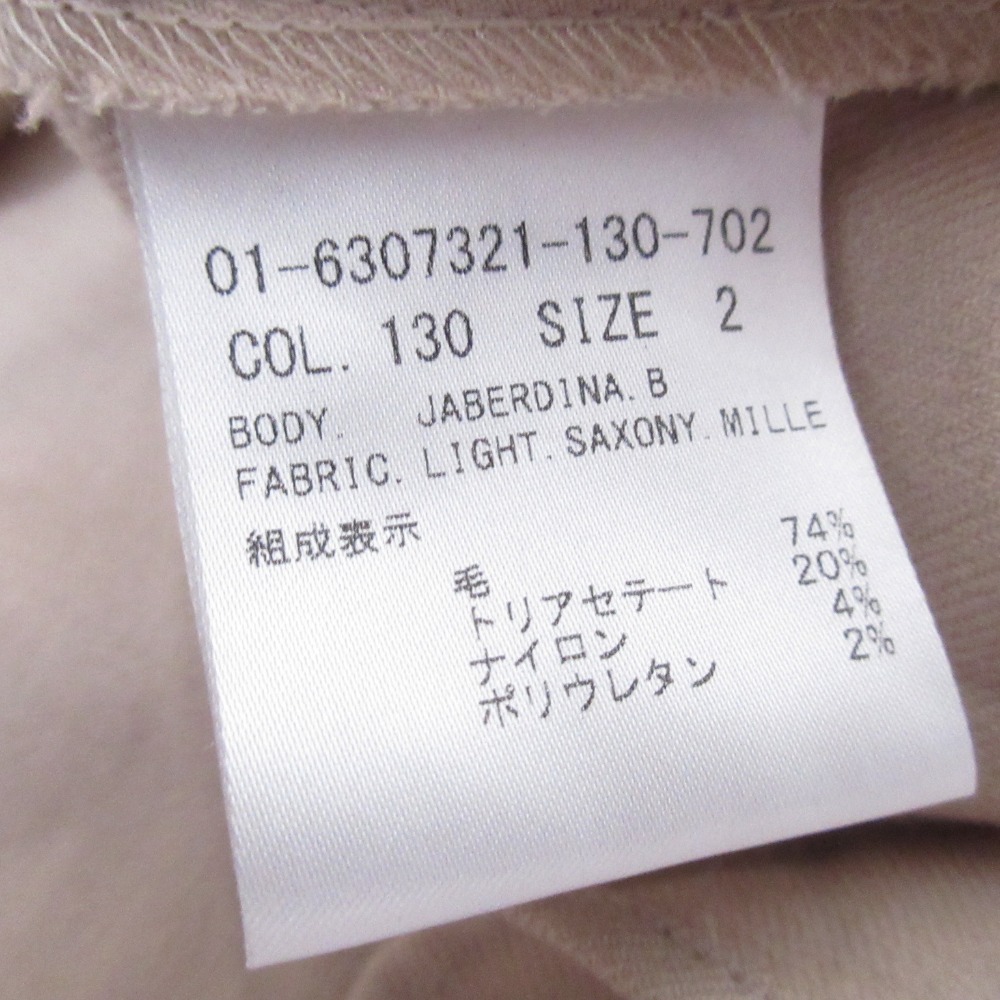 01-6307321-130-702
COL. 130 SIZE 2
BODY. JABERDINA.B
FABRIC. LIGHT.SAXONY.MILLE
組成表示
毛 74%
トリアセテート 20%
ナイロン 4%
ポリウレタン 2%